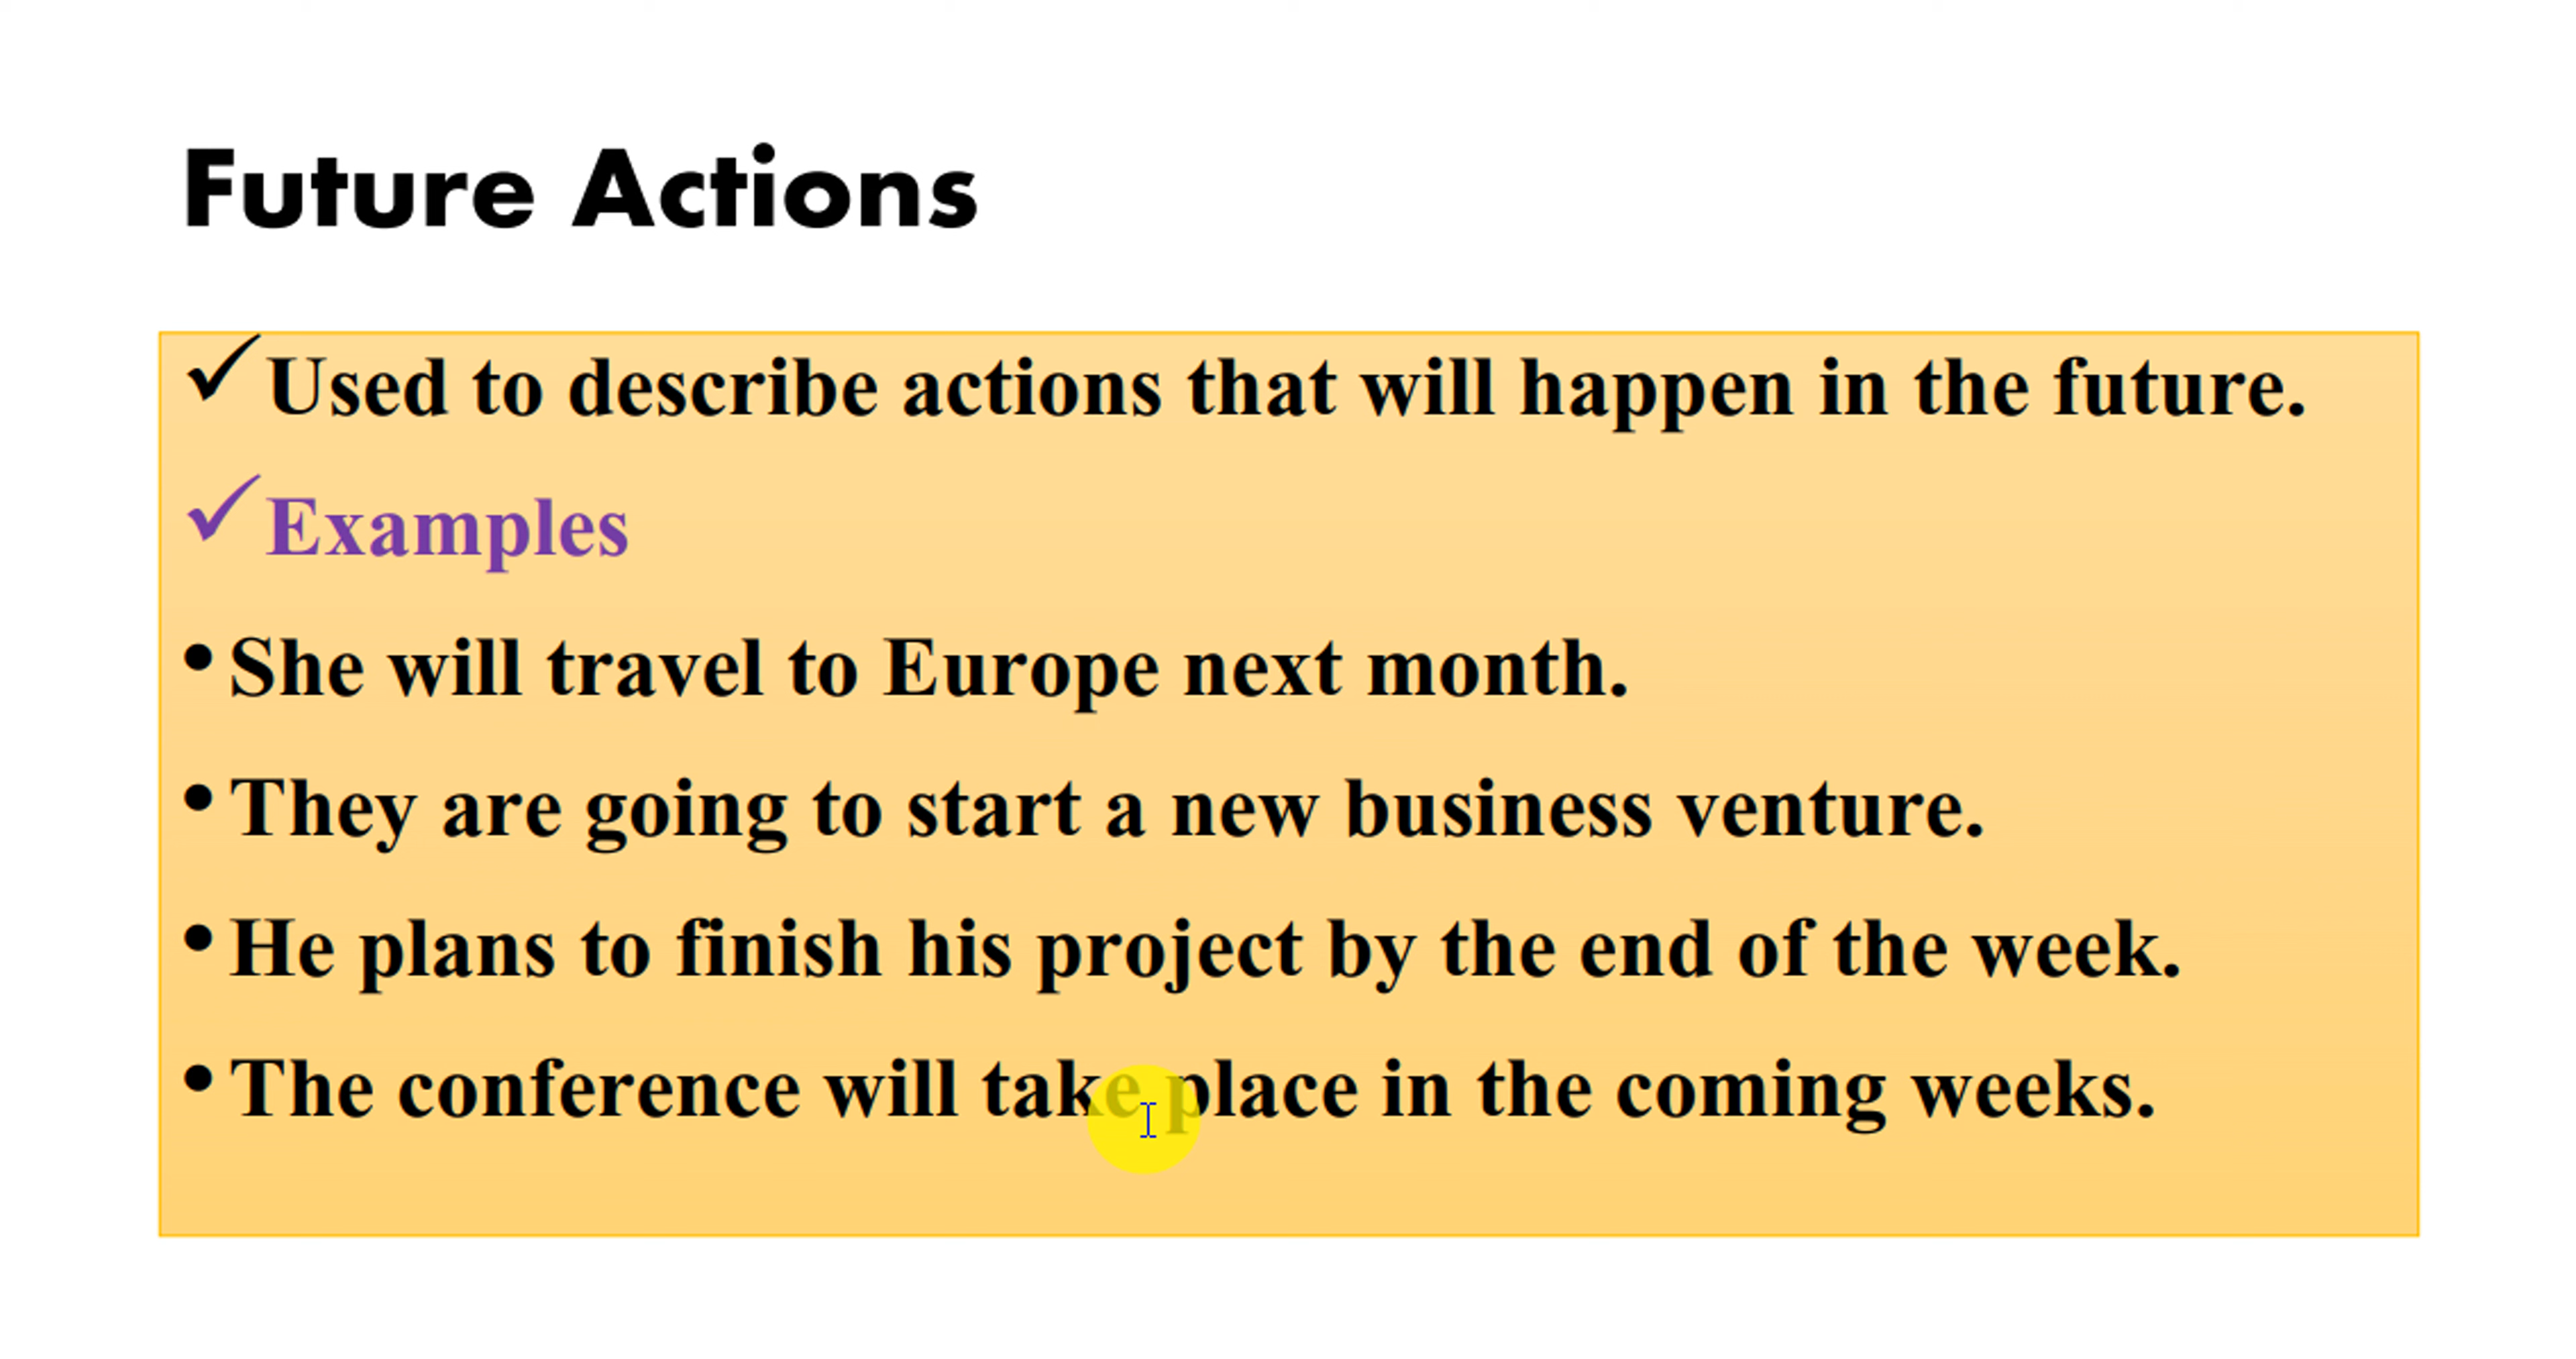 Future Actions
✓Used to describe actions that will happen in the future.
✓Examples
•She will travel to Europe next month.
•They are going to start a new business venture.
•He plans to finish his project by the end of the week.
•The conference will take place in the coming weeks.